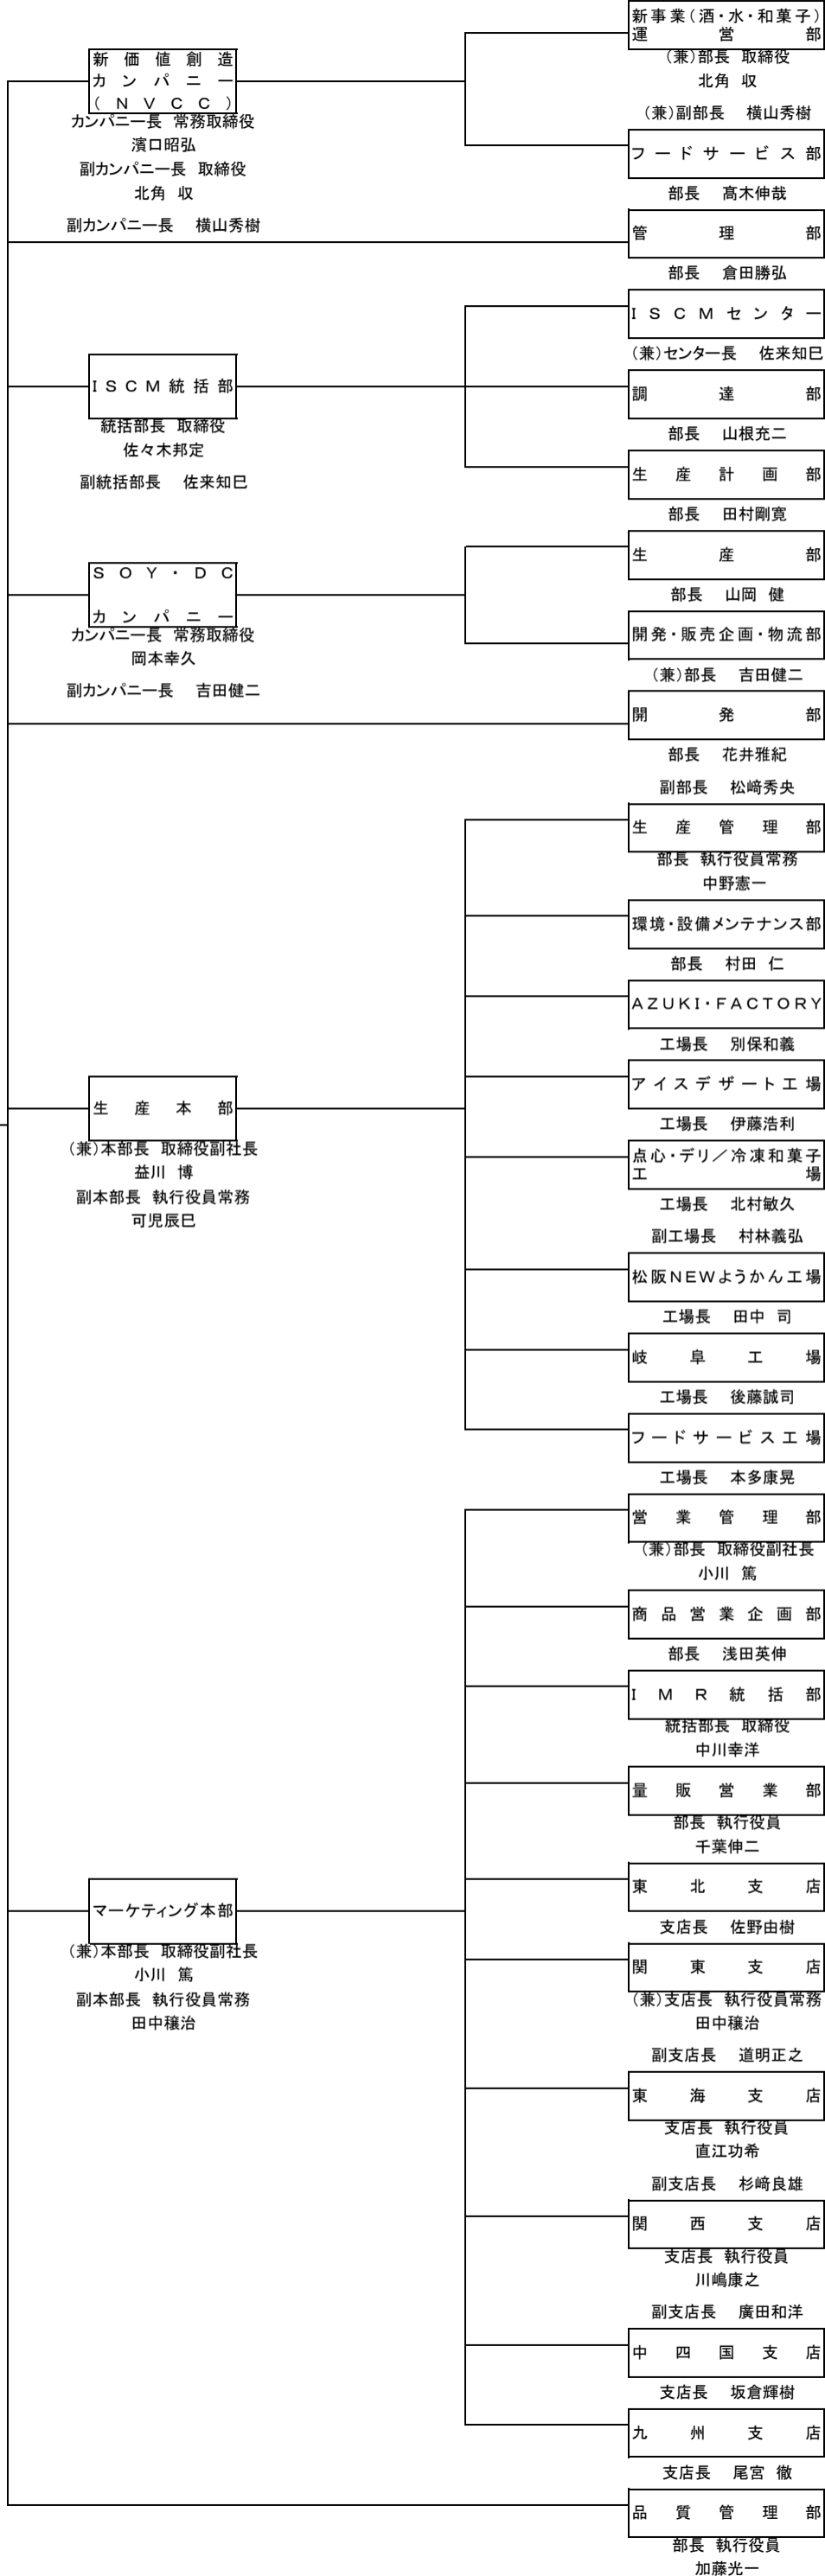 新価値創造
カンパニー
(NVCC)
カンパニー長 常務取締役
濱口昭弘
副カンパニー長 取締役
北角 収
副カンパニー長 横山秀樹
新事業(酒・水・和菓子)
運営部
(兼)部長 取締役
北角 収
(兼)副部長 横山秀樹
フードサービス部
部長 髙木伸哉
管理部
部長 倉田勝弘
ISCM統括部
統括部長 取締役
佐々木邦定
副統括部長 佐来知巳
ISCMセンター
(兼)センター長 佐来知巳
調達部
部長 山根充二
生産計画部
部長 田村剛寛
SOY・DC
カンパニー
カンパニー長 常務取締役
岡本幸久
副カンパニー長 吉田健二
生産部
部長 山岡 健
開発・販売企画・物流部
(兼)部長 吉田健二
開発部
部長 花井雅紀
副部長 松﨑秀央
生産本部
(兼)本部長 取締役副社長
益川 博
副本部長 執行役員常務
可児辰巳
生産管理部
部長 執行役員常務
中野憲一
環境・設備メンテナンス部
部長 村田 仁
AZUKI・FACTORY
工場長 別保和義
アイスデザート工場
工場長 伊藤浩利
点心・デリ/冷凍和菓子
工場
工場長 北村敏久
副工場長 村林義弘
松阪NEWようかん工場
工場長 田中 司
岐阜工場
工場長 後藤誠司
フードサービス工場
工場長 本多康晃
マーケティング本部
(兼)本部長 取締役副社長
小川 篤
副本部長 執行役員常務
田中穣治
営業管理部
(兼)部長 取締役副社長
小川 篤
商品営業企画部
部長 浅田英伸
IMR統括部
統括部長 取締役
中川幸洋
量販営業部
部長 執行役員
千葉伸二
東北支店
支店長 佐野由樹
関東支店
(兼)支店長 執行役員常務
田中穣治
副支店長 道明正之
東海支店
支店長 執行役員
直江功希
副支店長 杉﨑良雄
関西支店
支店長 執行役員
川嶋康之
副支店長 廣田和洋
中四国支店
支店長 坂倉輝樹
九州支店
支店長 尾宮 徹
品質管理部
部長 執行役員
加藤光一